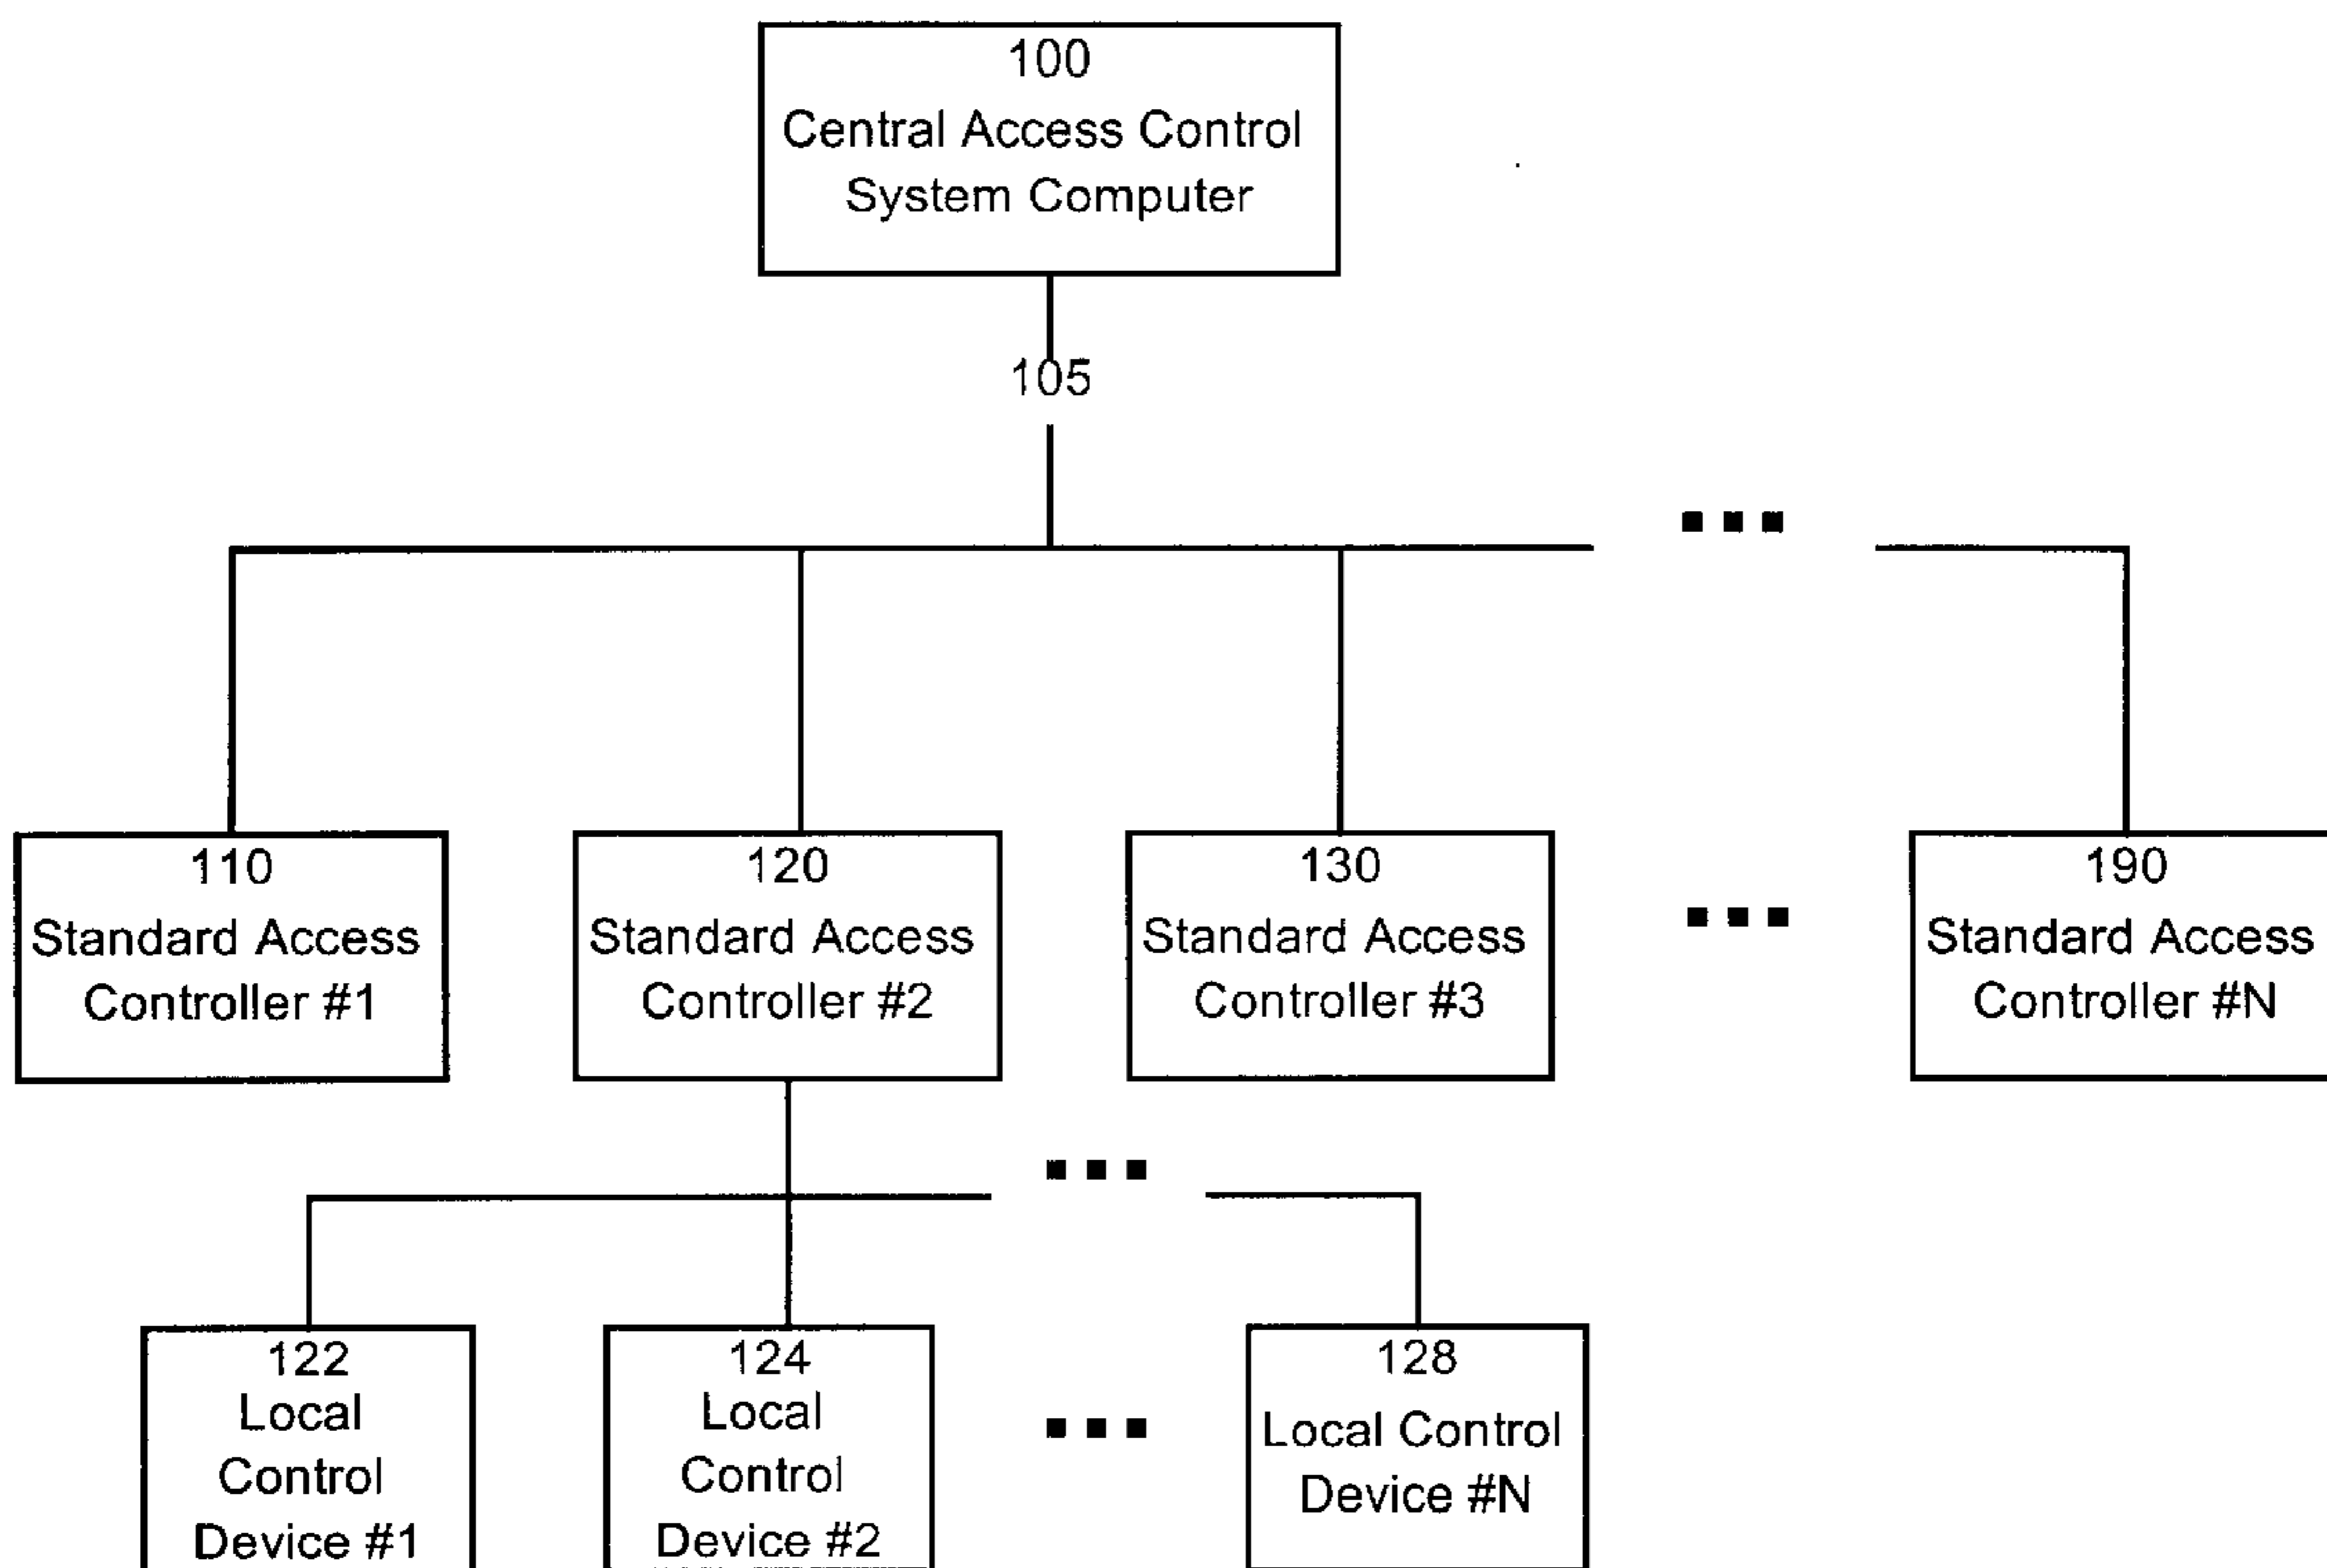 100
Central Access Control
System Computer
105
110
Standard Access
Controller #1
120
Standard Access
Controller #2
130
Standard Access
Controller #3
190
Standard Access
Controller #N
122
Local
Control
Device #1
124
Local
Control
Device #2
128
Local Control
Device #N